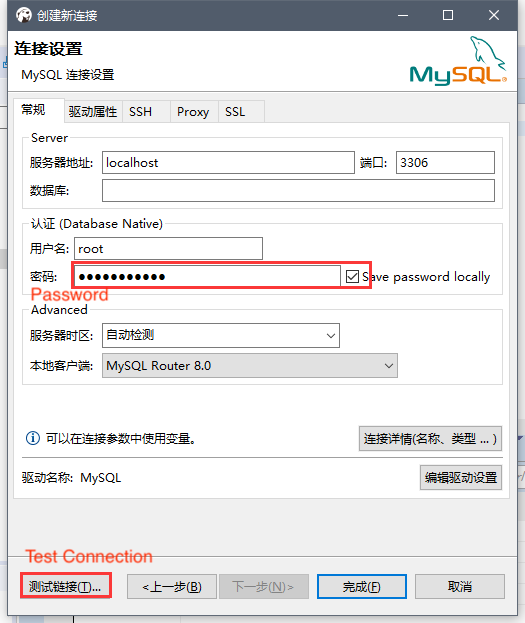 创建新连接
连接设置
MySQL 连接设置
MySQL®
常规 驱动属性 SSH Proxy SSL
Server
服务器地址: localhost 端口: 3306
数据库:
认证 (Database Native)
用户名: root
密码: ●●●●●●●●●●● Save password locally
Password
Advanced
服务器时区: 自动检测
本地客户端: MySQL Router 8.0
可以在连接参数中使用变量。 连接详情(名称、类型 ... )
驱动名称: MySQL 编辑驱动设置
Test Connection
测试链接(T)... <上一步(B) 下一步(N)> 完成(F) 取消